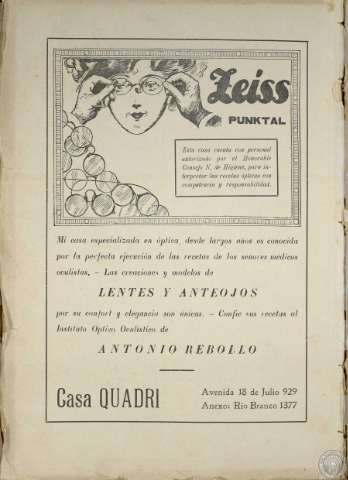 Zeiss
PUNKTAL
Esta casa cuenta con personal
autorizado por el Honorable
Consejo N. de Higiene, para in-
terpretar las recetas ópticas con
competencia y responsabilidad.
Mi casa especializada en óptica, desde largos años es conocida
por la perfecta ejecución de las recetas de los señores médicos
oculistas. - Las creaciones y modelos de
LENTES Y ANTEOJOS
por su confort y elegancia son únicas. - Confíe sus recetas al
Instituto Optico Oculístico de
ANTONIO REBOLLO
Casa QUADRI
Avenida 18 de Julio 929
Anexo: Rio Branco 1377